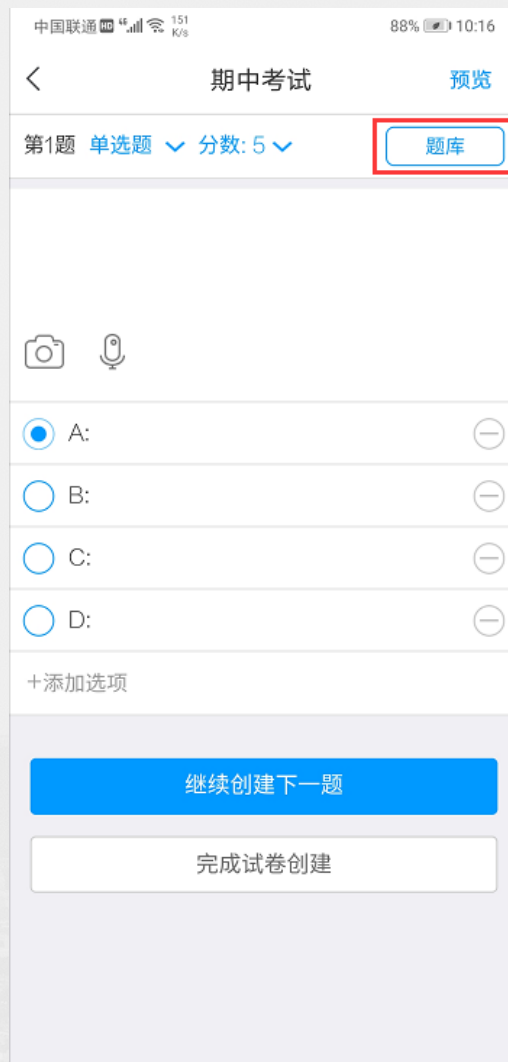 中国联通 HD 46 151 K/s 88% 10:16
期中考试 预览
第1题 单选题 分数: 5 题库
A:
B:
C:
D:
+添加选项
继续创建下一题
完成试卷创建